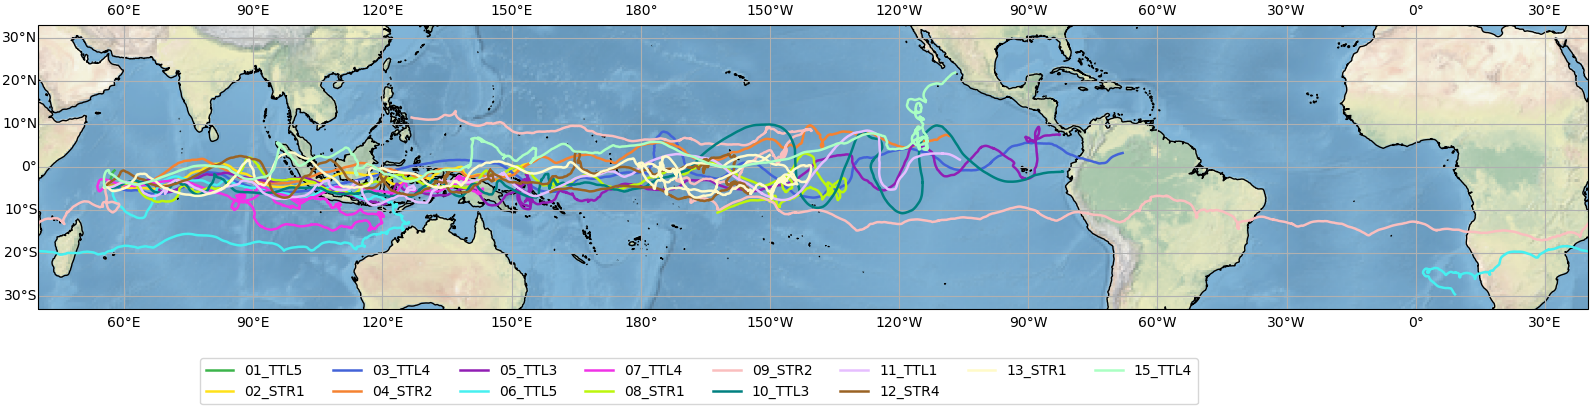 60°E 90°E 120°E 150°E 180° 150°W 120°W 90°W 60°W 30°W 0° 30°E
30°N
20°N
10°N
0°
10°S
20°S
30°S
60°E 90°E 120°E 150°E 180° 150°W 120°W 90°W 60°W 30°W 0° 30°E
01_TTL5 03_TTL4 05_TTL3 07_TTL4 09_STR2 11_TTL1 13_STR1 15_TTL4
02_STR1 04_STR2 06_TTL5 08_STR1 10_TTL3 12_STR4